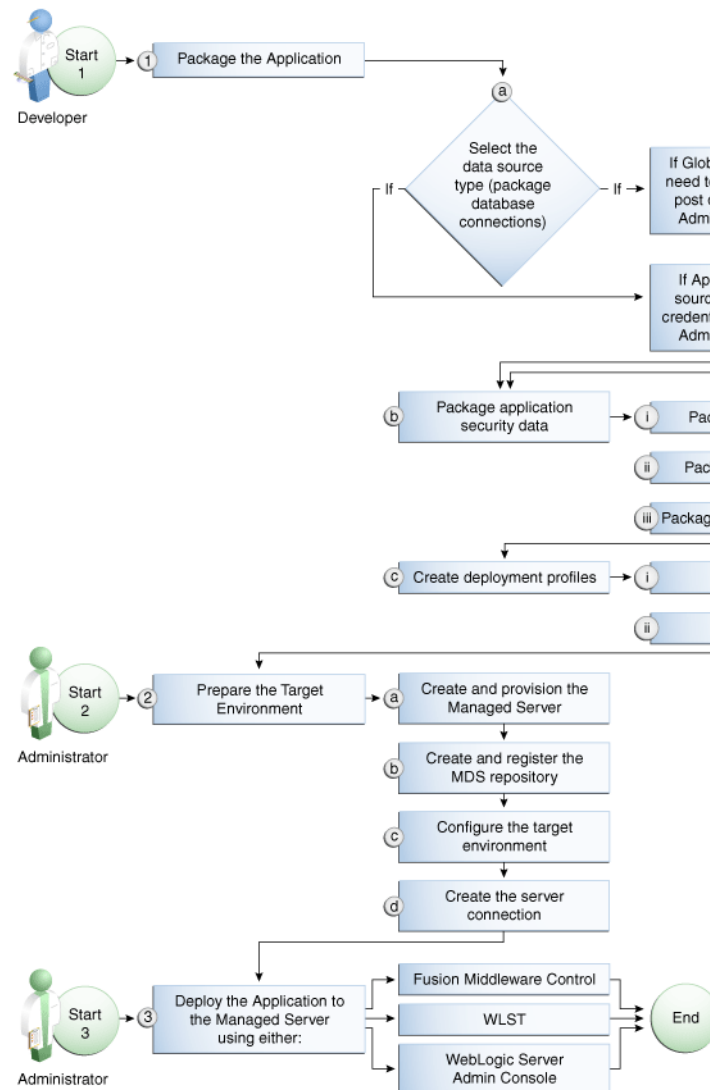 Start
1
Developer
1
Package the Application
a
Select the
data source
type (package
database
connections)
If
If
If Glob
need to
post
Adm
If Ap
sourc
credent
Adm
b
Package application
security data
i
Pac
ii
Pac
iii
Packag
c
Create deployment profiles
i
ii
Start
2
Administrator
2
Prepare the Target
Environment
a
Create and provision the
Managed Server
b
Create and register the
MDS repository
c
Configure the target
environment
d
Create the server
connection
Start
3
Administrator
3
Deploy the Application to
the Managed Server
using either:
Fusion Middleware Control
WLST
WebLogic Server
Admin Console
End